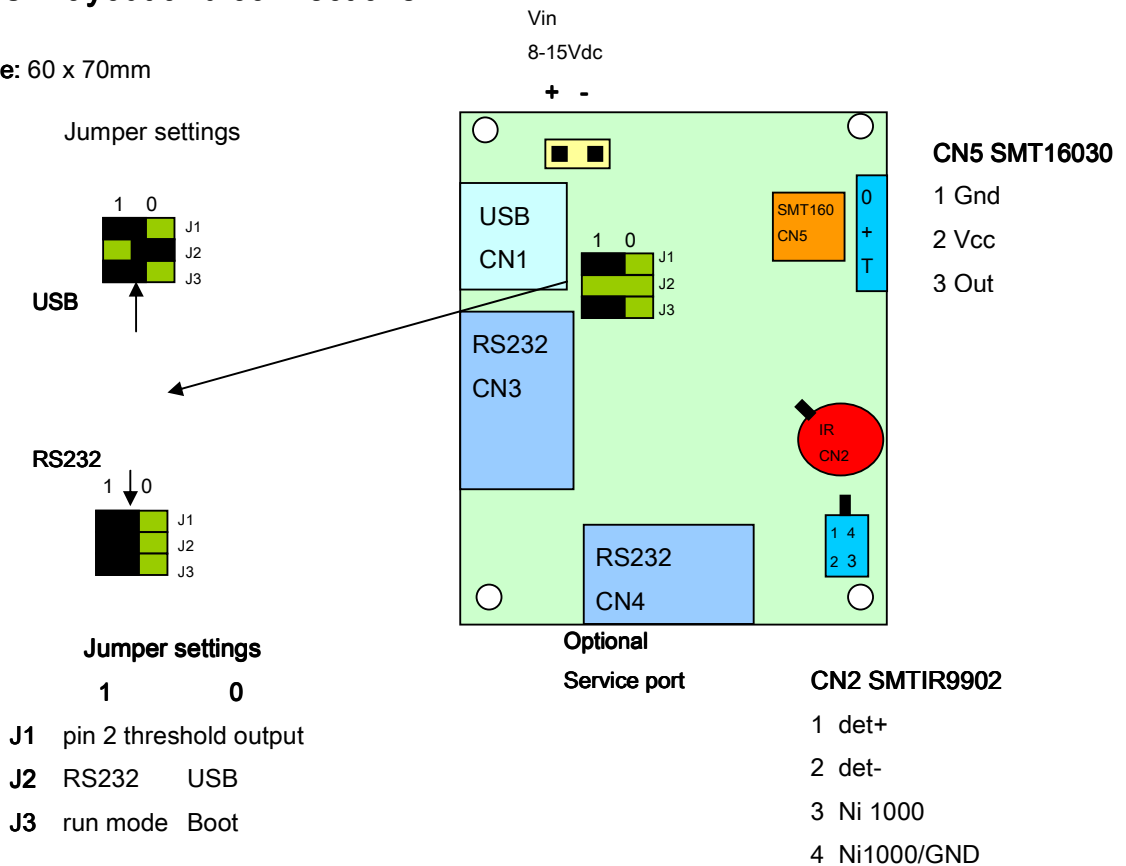 Vin
8-15Vdc
+ -
e: 60 x 70mm
Jumper settings
1 0
J1
J2
J3
USB
RS232
1 0
J1
J2
J3
USB
CN1
1 0
J1
J2
J3
RS232
CN3
SMT160
CN5
0
+
T
IR
CN2
1 4
2 3
RS232
CN4
CN5 SMT16030
1 Gnd
2 Vcc
3 Out
Optional
Service port
Jumper settings
1 0
J1 pin 2 threshold output
J2 RS232 USB
J3 run mode Boot
CN2 SMTIR9902
1 det+
2 det-
3 Ni 1000
4 Ni1000/GND